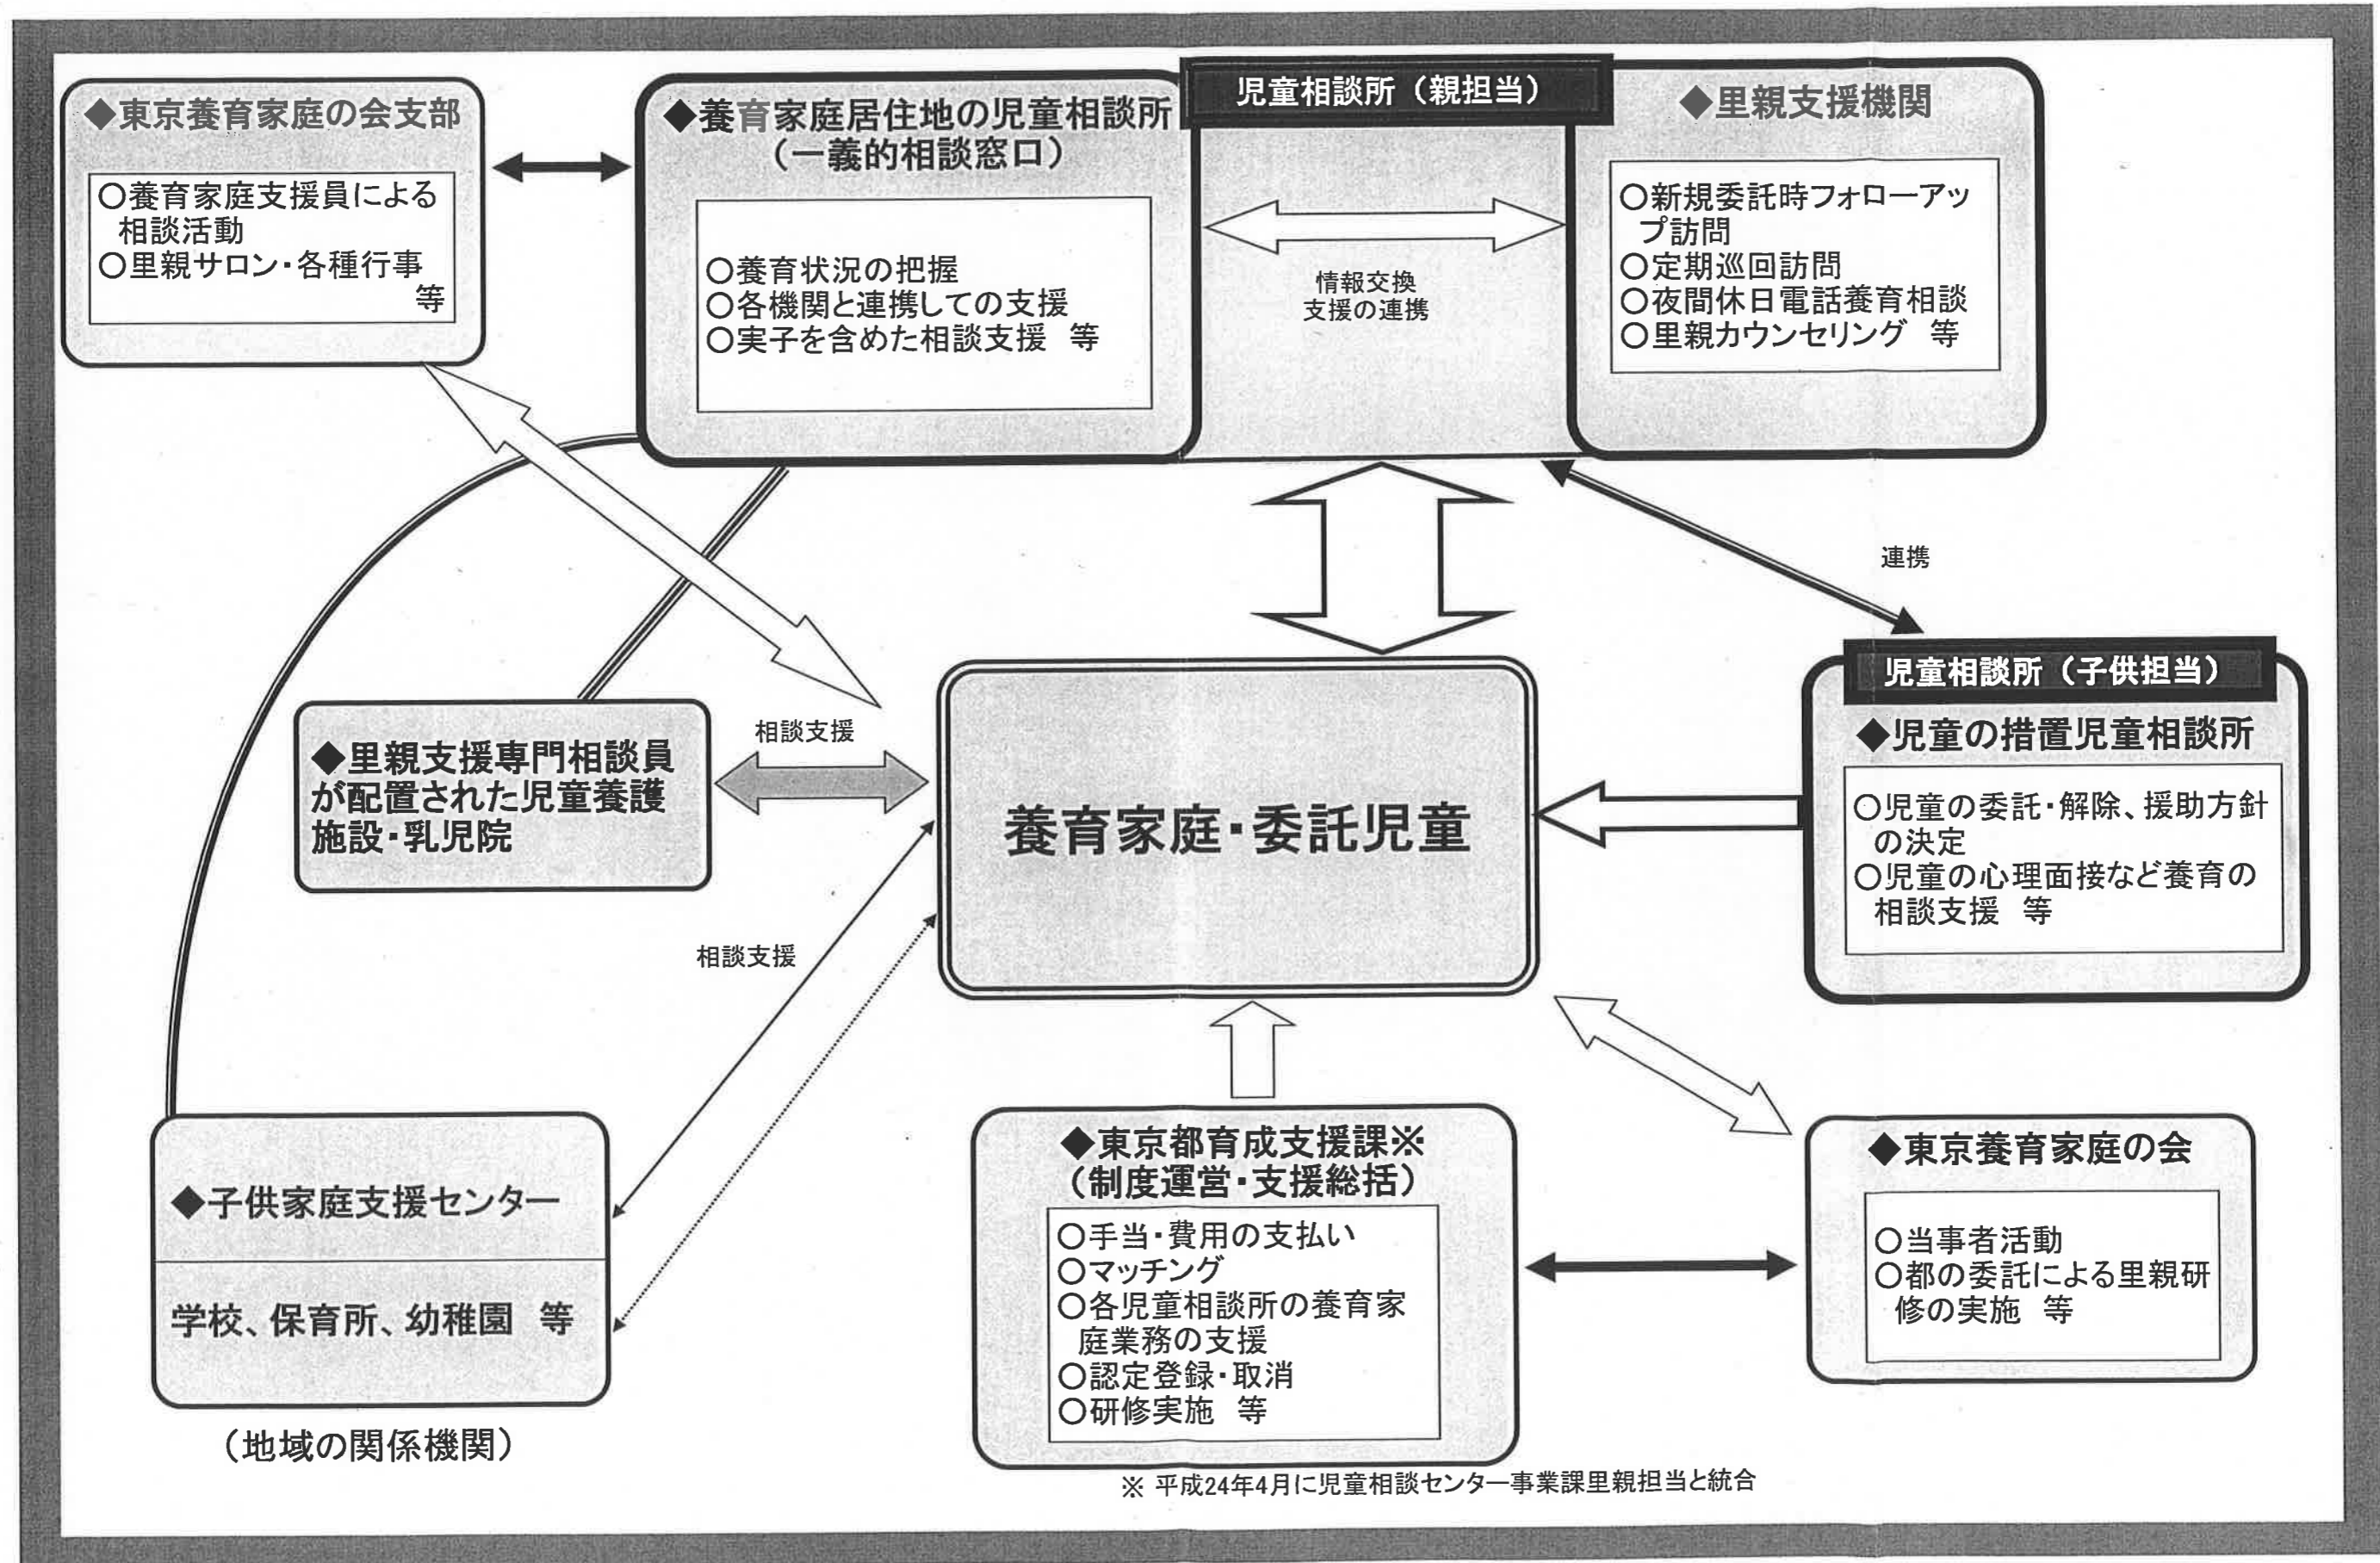 ◆東京養育家庭の会支部
○養育家庭支援員による
相談活動
○里親サロン・各種行事
等
◆養育家庭居住地の児童相談所
（一義的相談窓口）
○養育状況の把握
○各機関と連携しての支援
○実子を含めた相談支援　等
児童相談所（親担当）
情報交換
支援の連携
◆里親支援機関
○新規委託時フォローアッ
プ訪問
○定期巡回訪問
○夜間休日電話養育相談
○里親カウンセリング　等
連携
◆里親支援専門相談員
が配置された児童養護
施設・乳児院
相談支援
養育家庭・委託児童
児童相談所（子供担当）
◆児童の措置児童相談所
○児童の委託・解除、援助方針
の決定
○児童の心理面接など養育の
相談支援　等
相談支援
◆子供家庭支援センター
学校、保育所、幼稚園　等
（地域の関係機関）
◆東京都育成支援課※
（制度運営・支援総括）
○手当・費用の支払い
○マッチング
○各児童相談所の養育家
庭業務の支援
○認定登録・取消
○研修実施　等
※ 平成24年4月に児童相談センター事業課里親担当と統合
◆東京養育家庭の会
○当事者活動
○都の委託による里親研
修の実施　等